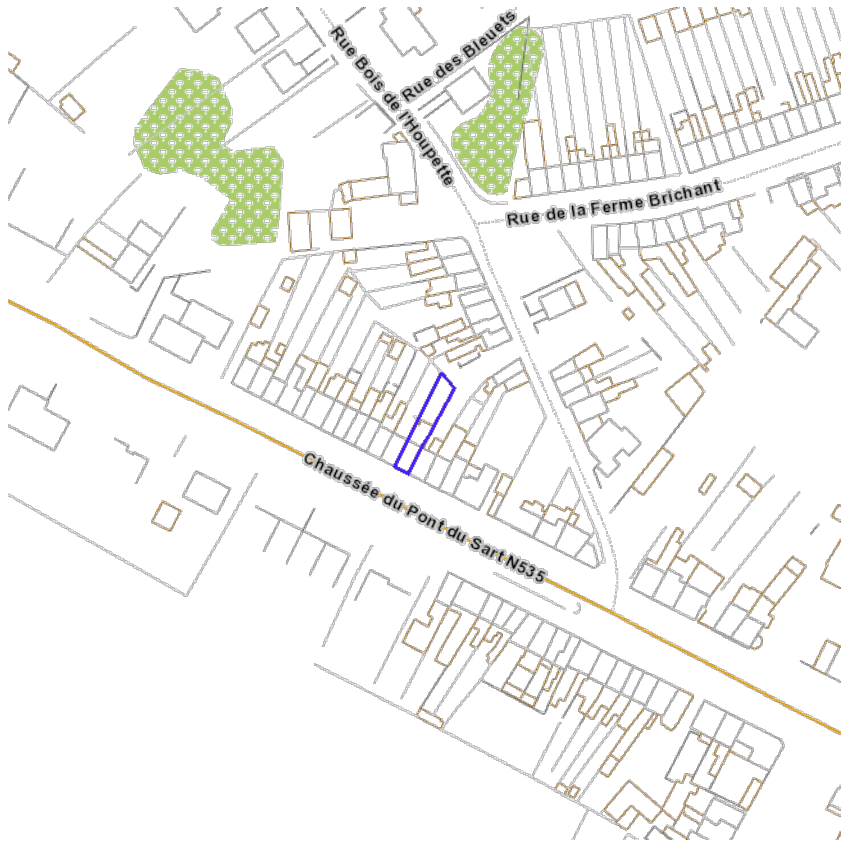 Rue Bois de l'Houpette
Rue des Bleuets
Rue de la Ferme Brichant
Chaussée du Pont du Sart N535